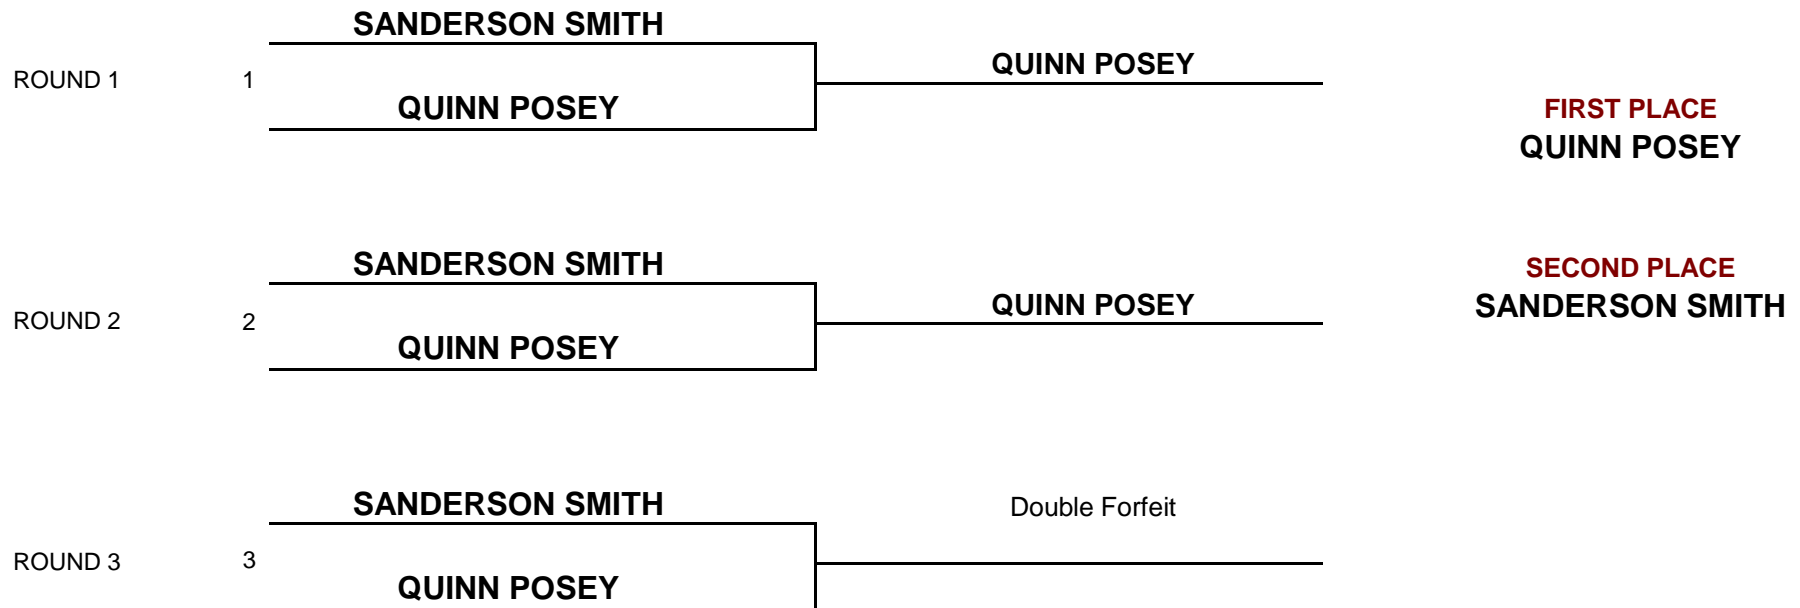 SANDERSON SMITH
QUINN POSEY
ROUND 1
1
QUINN POSEY
FIRST PLACE
QUINN POSEY
SANDERSON SMITH
SECOND PLACE
QUINN POSEY
SANDERSON SMITH
ROUND 2
2
QUINN POSEY
SANDERSON SMITH
Double Forfeit
ROUND 3
3
QUINN POSEY